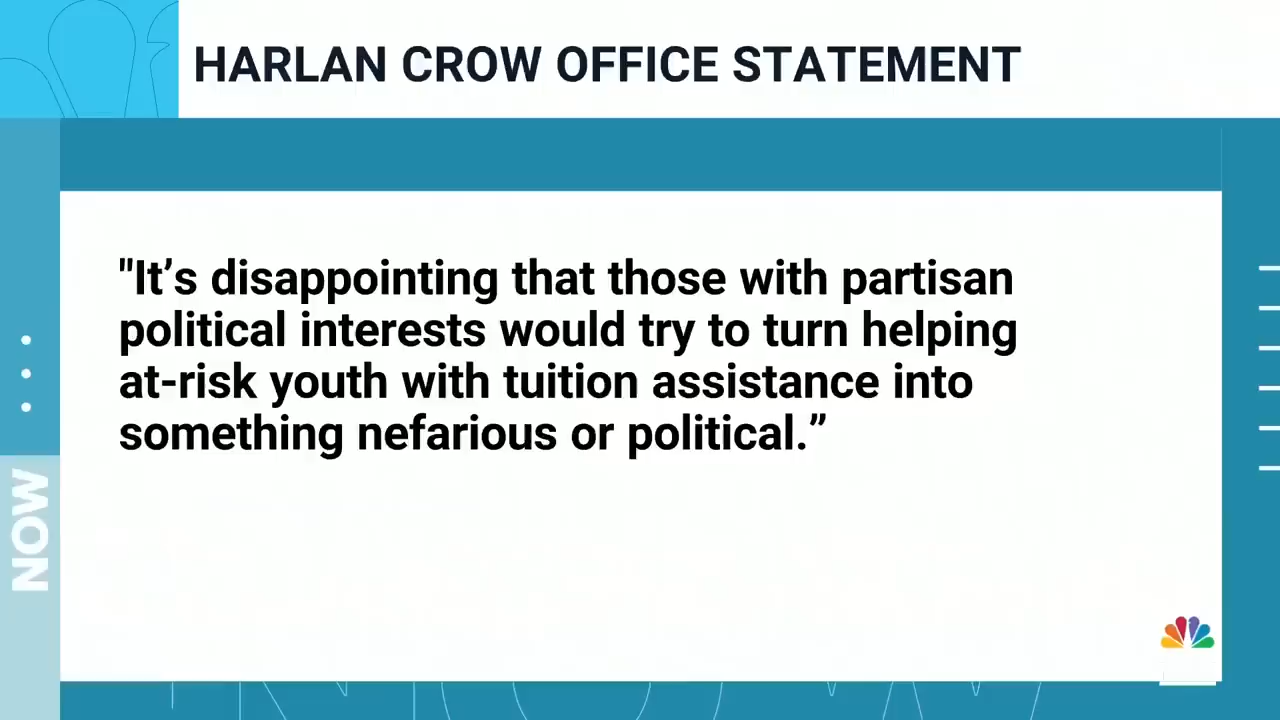 HARLAN CROW OFFICE STATEMENT
"It’s disappointing that those with partisan
political interests would try to turn helping
at-risk youth with tuition assistance into
something nefarious or political.”
NOW